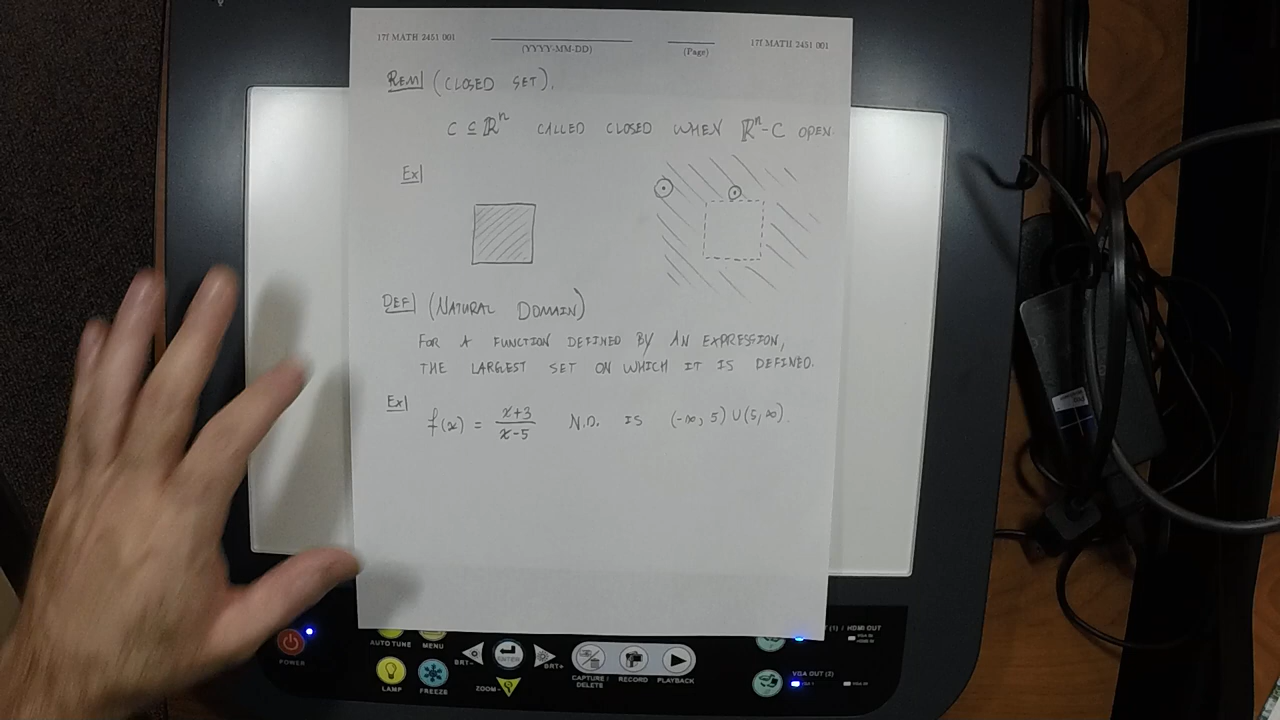 17f MATH 2451 001
(YYYY-MM-DD)
(Page)
17f MATH 2451 001
REM (CLOSED SET).
C ⊆ ℝⁿ CALLED CLOSED WHEN ℝⁿ-C OPEN
EX
DEF (NATURAL DOMAIN)
FOR A FUNCTION DEFINED BY AN EXPRESSION,
THE LARGEST SET ON WHICH IT IS DEFINED.
EX
f(x) = x+3 / x-5 N.D. IS (-∞, 5) ∪ (5, ∞).
POWER
AUTO TUNE
MENU
LAMP
FREEZE
BRT-
ENTER
BRT+
ZOOM-
CAPTURE / DELETE
RECORD
PLAYBACK
(1) / HDMI OUT
VGA OUT (2)